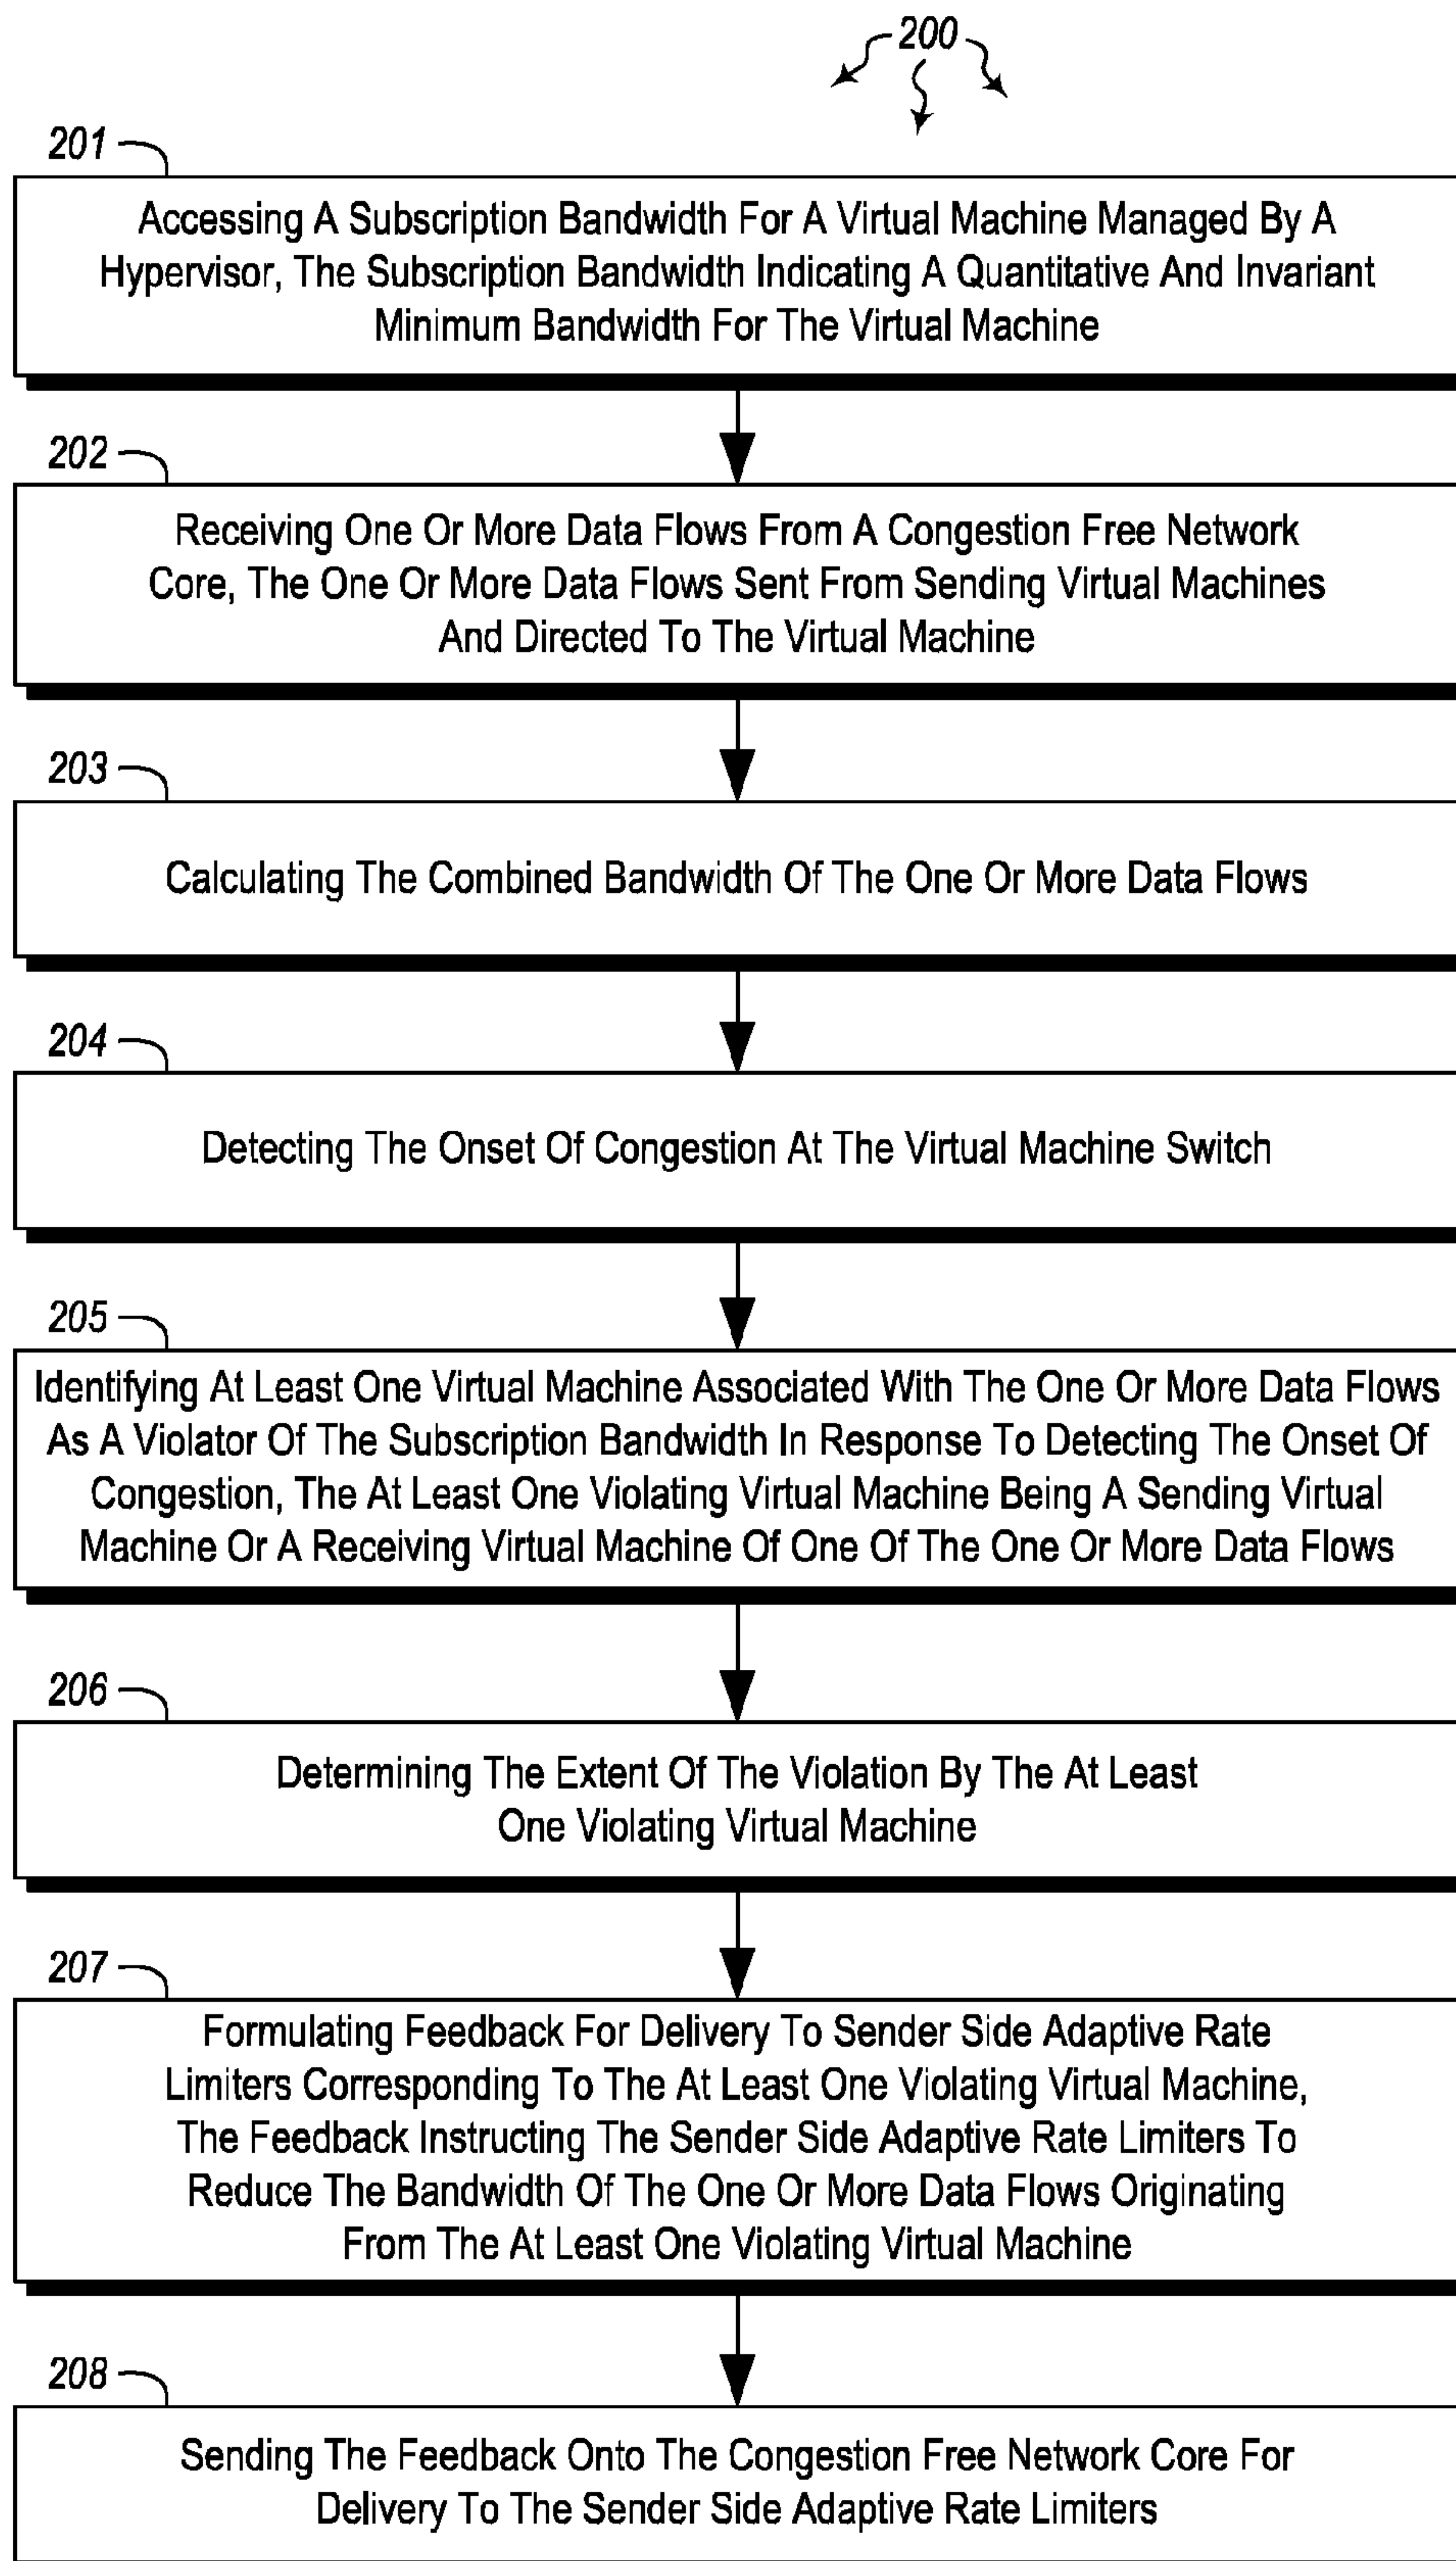 200
201
Accessing A Subscription Bandwidth For A Virtual Machine Managed By A
Hypervisor, The Subscription Bandwidth Indicating A Quantitative And Invariant
Minimum Bandwidth For The Virtual Machine
202
Receiving One Or More Data Flows From A Congestion Free Network
Core, The One Or More Data Flows Sent From Sending Virtual Machines
And Directed To The Virtual Machine
203
Calculating The Combined Bandwidth Of The One Or More Data Flows
204
Detecting The Onset Of Congestion At The Virtual Machine Switch
205
Identifying At Least One Virtual Machine Associated With The One Or More Data Flows
As A Violator Of The Subscription Bandwidth In Response To Detecting The Onset Of
Congestion, The At Least One Violating Virtual Machine Being A Sending Virtual
Machine Or A Receiving Virtual Machine Of One Of The One Or More Data Flows
206
Determining The Extent Of The Violation By The At Least
One Violating Virtual Machine
207
Formulating Feedback For Delivery To Sender Side Adaptive Rate
Limiters Corresponding To The At Least One Violating Virtual Machine,
The Feedback Instructing The Sender Side Adaptive Rate Limiters To
Reduce The Bandwidth Of The One Or More Data Flows Originating
From The At Least One Violating Virtual Machine
208
Sending The Feedback Onto The Congestion Free Network Core For
Delivery To The Sender Side Adaptive Rate Limiters